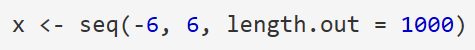 x <- seq(-6, 6, length.out = 1000)